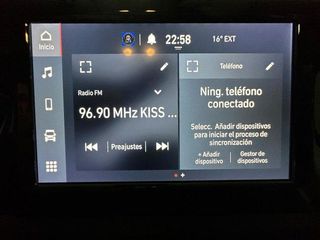 Inicio
22:58
16° EXT
Radio FM
96.90 MHz KISS ...
Preajustes
Teléfono
Ning. teléfono
conectado
Selecc. Añadir dispositivos
para iniciar el proceso de
sincronización
+ Añadir
dispositivo
Gestor de
dispositivos